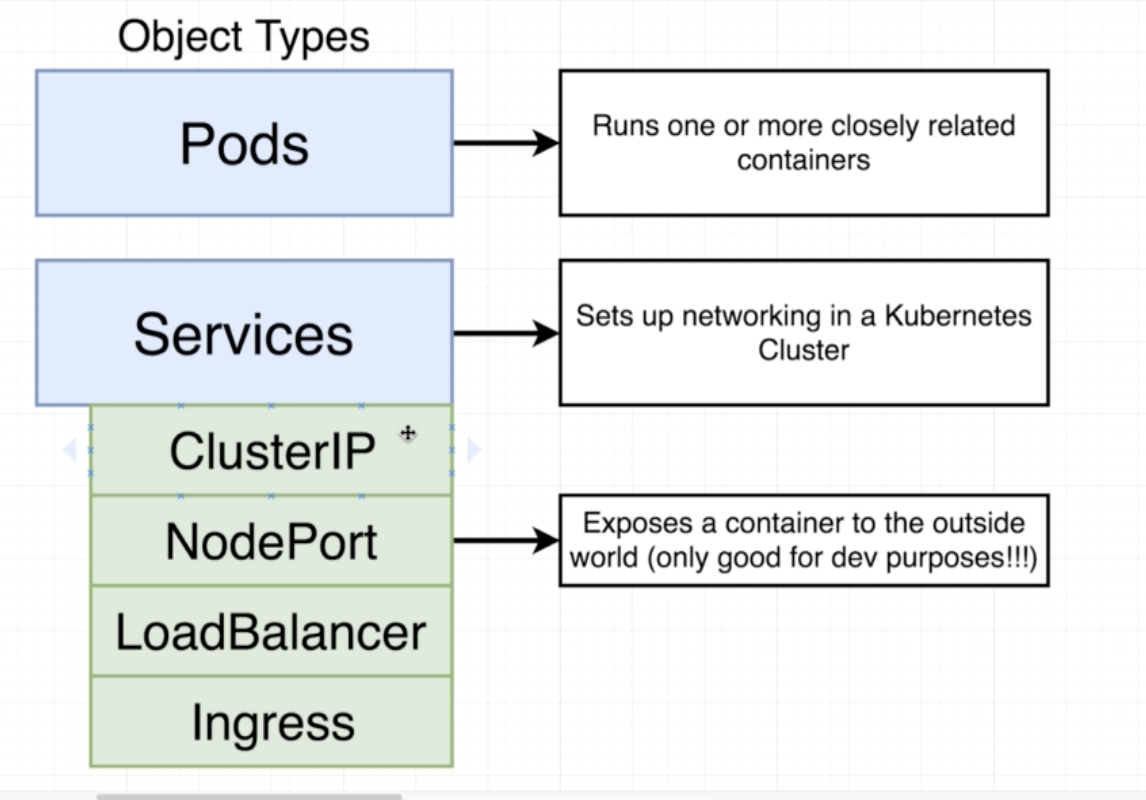 Object Types
Pods
Runs one or more closely related
containers
Services
Sets up networking in a Kubernetes
Cluster
ClusterIP
NodePort
Exposes a container to the outside
world (only good for dev purposes!!!)
LoadBalancer
Ingress